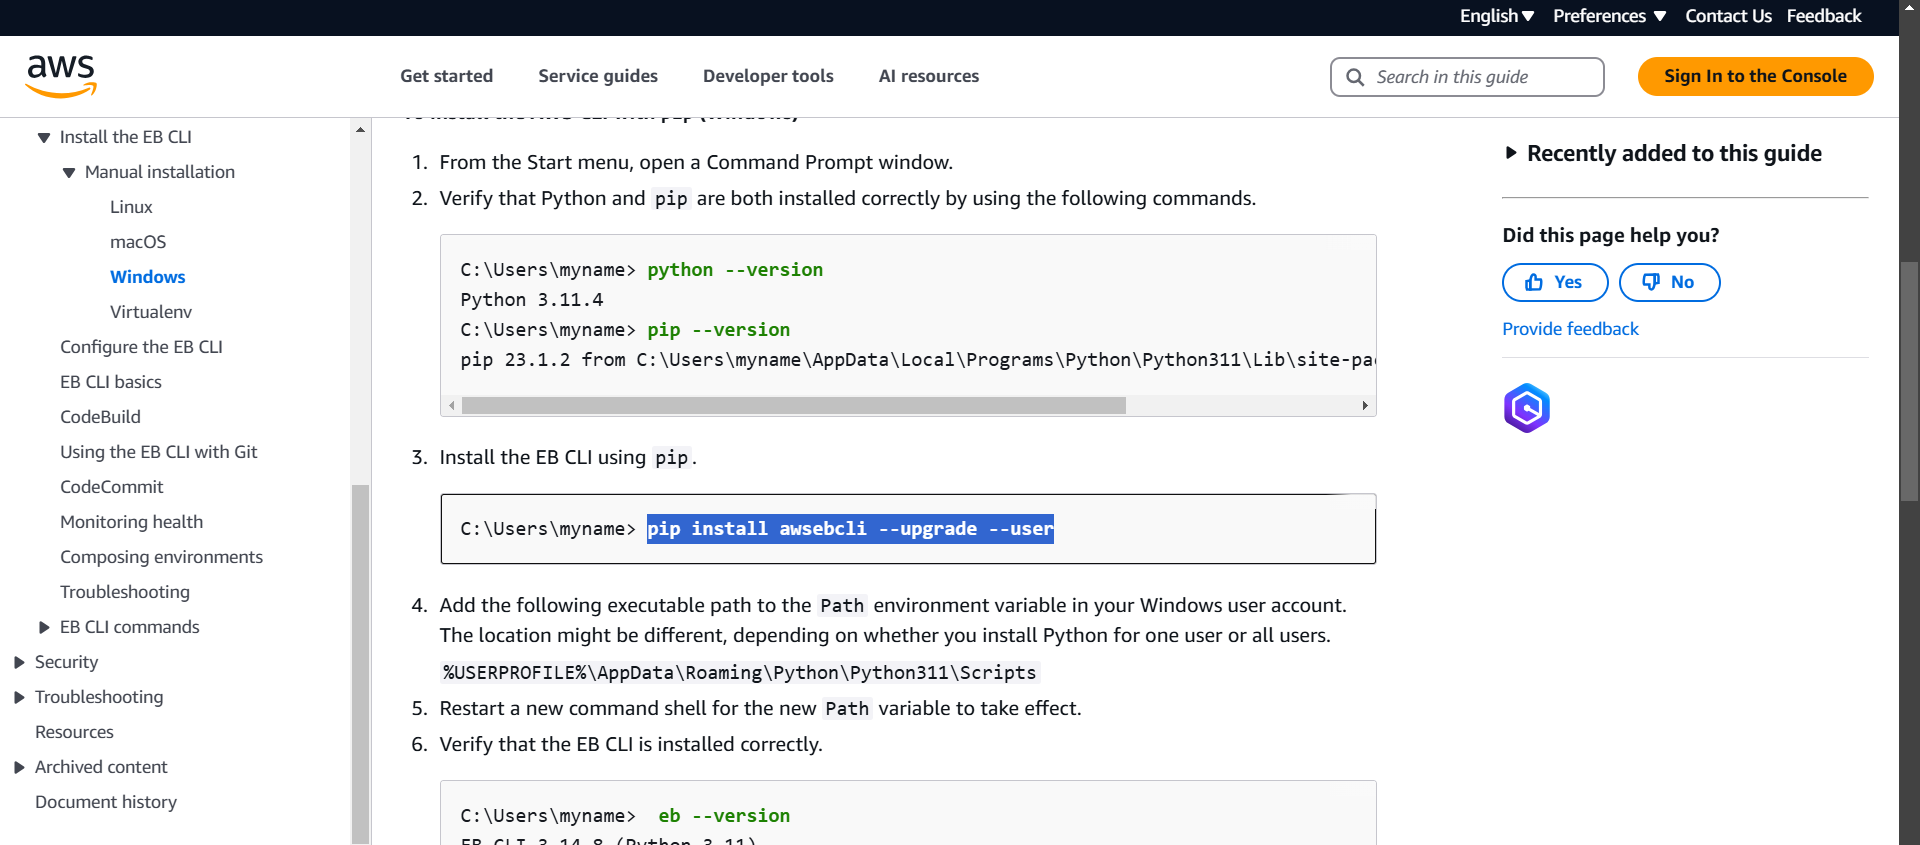 English▼ Preferences ▼ Contact Us Feedback
aws
Get started Service guides Developer tools AI resources
Search in this guide
Sign In to the Console
Install the EB CLI
Manual installation
Linux
macOS
Windows
Virtualenv
Configure the EB CLI
EB CLI basics
CodeBuild
Using the EB CLI with Git
CodeCommit
Monitoring health
Composing environments
Troubleshooting
EB CLI commands
Security
Troubleshooting
Resources
Archived content
Document history
1. From the Start menu, open a Command Prompt window.
2. Verify that Python and pip are both installed correctly by using the following commands.
C:\Users\myname> python --version
Python 3.11.4
C:\Users\myname> pip --version
pip 23.1.2 from C:\Users\myname\AppData\Local\Programs\Python\Python311\Lib\site-pac
3. Install the EB CLI using pip.
C:\Users\myname> pip install awsebcli --upgrade --user
4. Add the following executable path to the Path environment variable in your Windows user account.
The location might be different, depending on whether you install Python for one user or all users.
%USERPROFILE%\AppData\Roaming\Python\Python311\Scripts
5. Restart a new command shell for the new Path variable to take effect.
6. Verify that the EB CLI is installed correctly.
C:\Users\myname>  eb --version
EB CLI 3.14.8 (Python 3.11)
Recently added to this guide
Did this page help you?
Yes No
Provide feedback